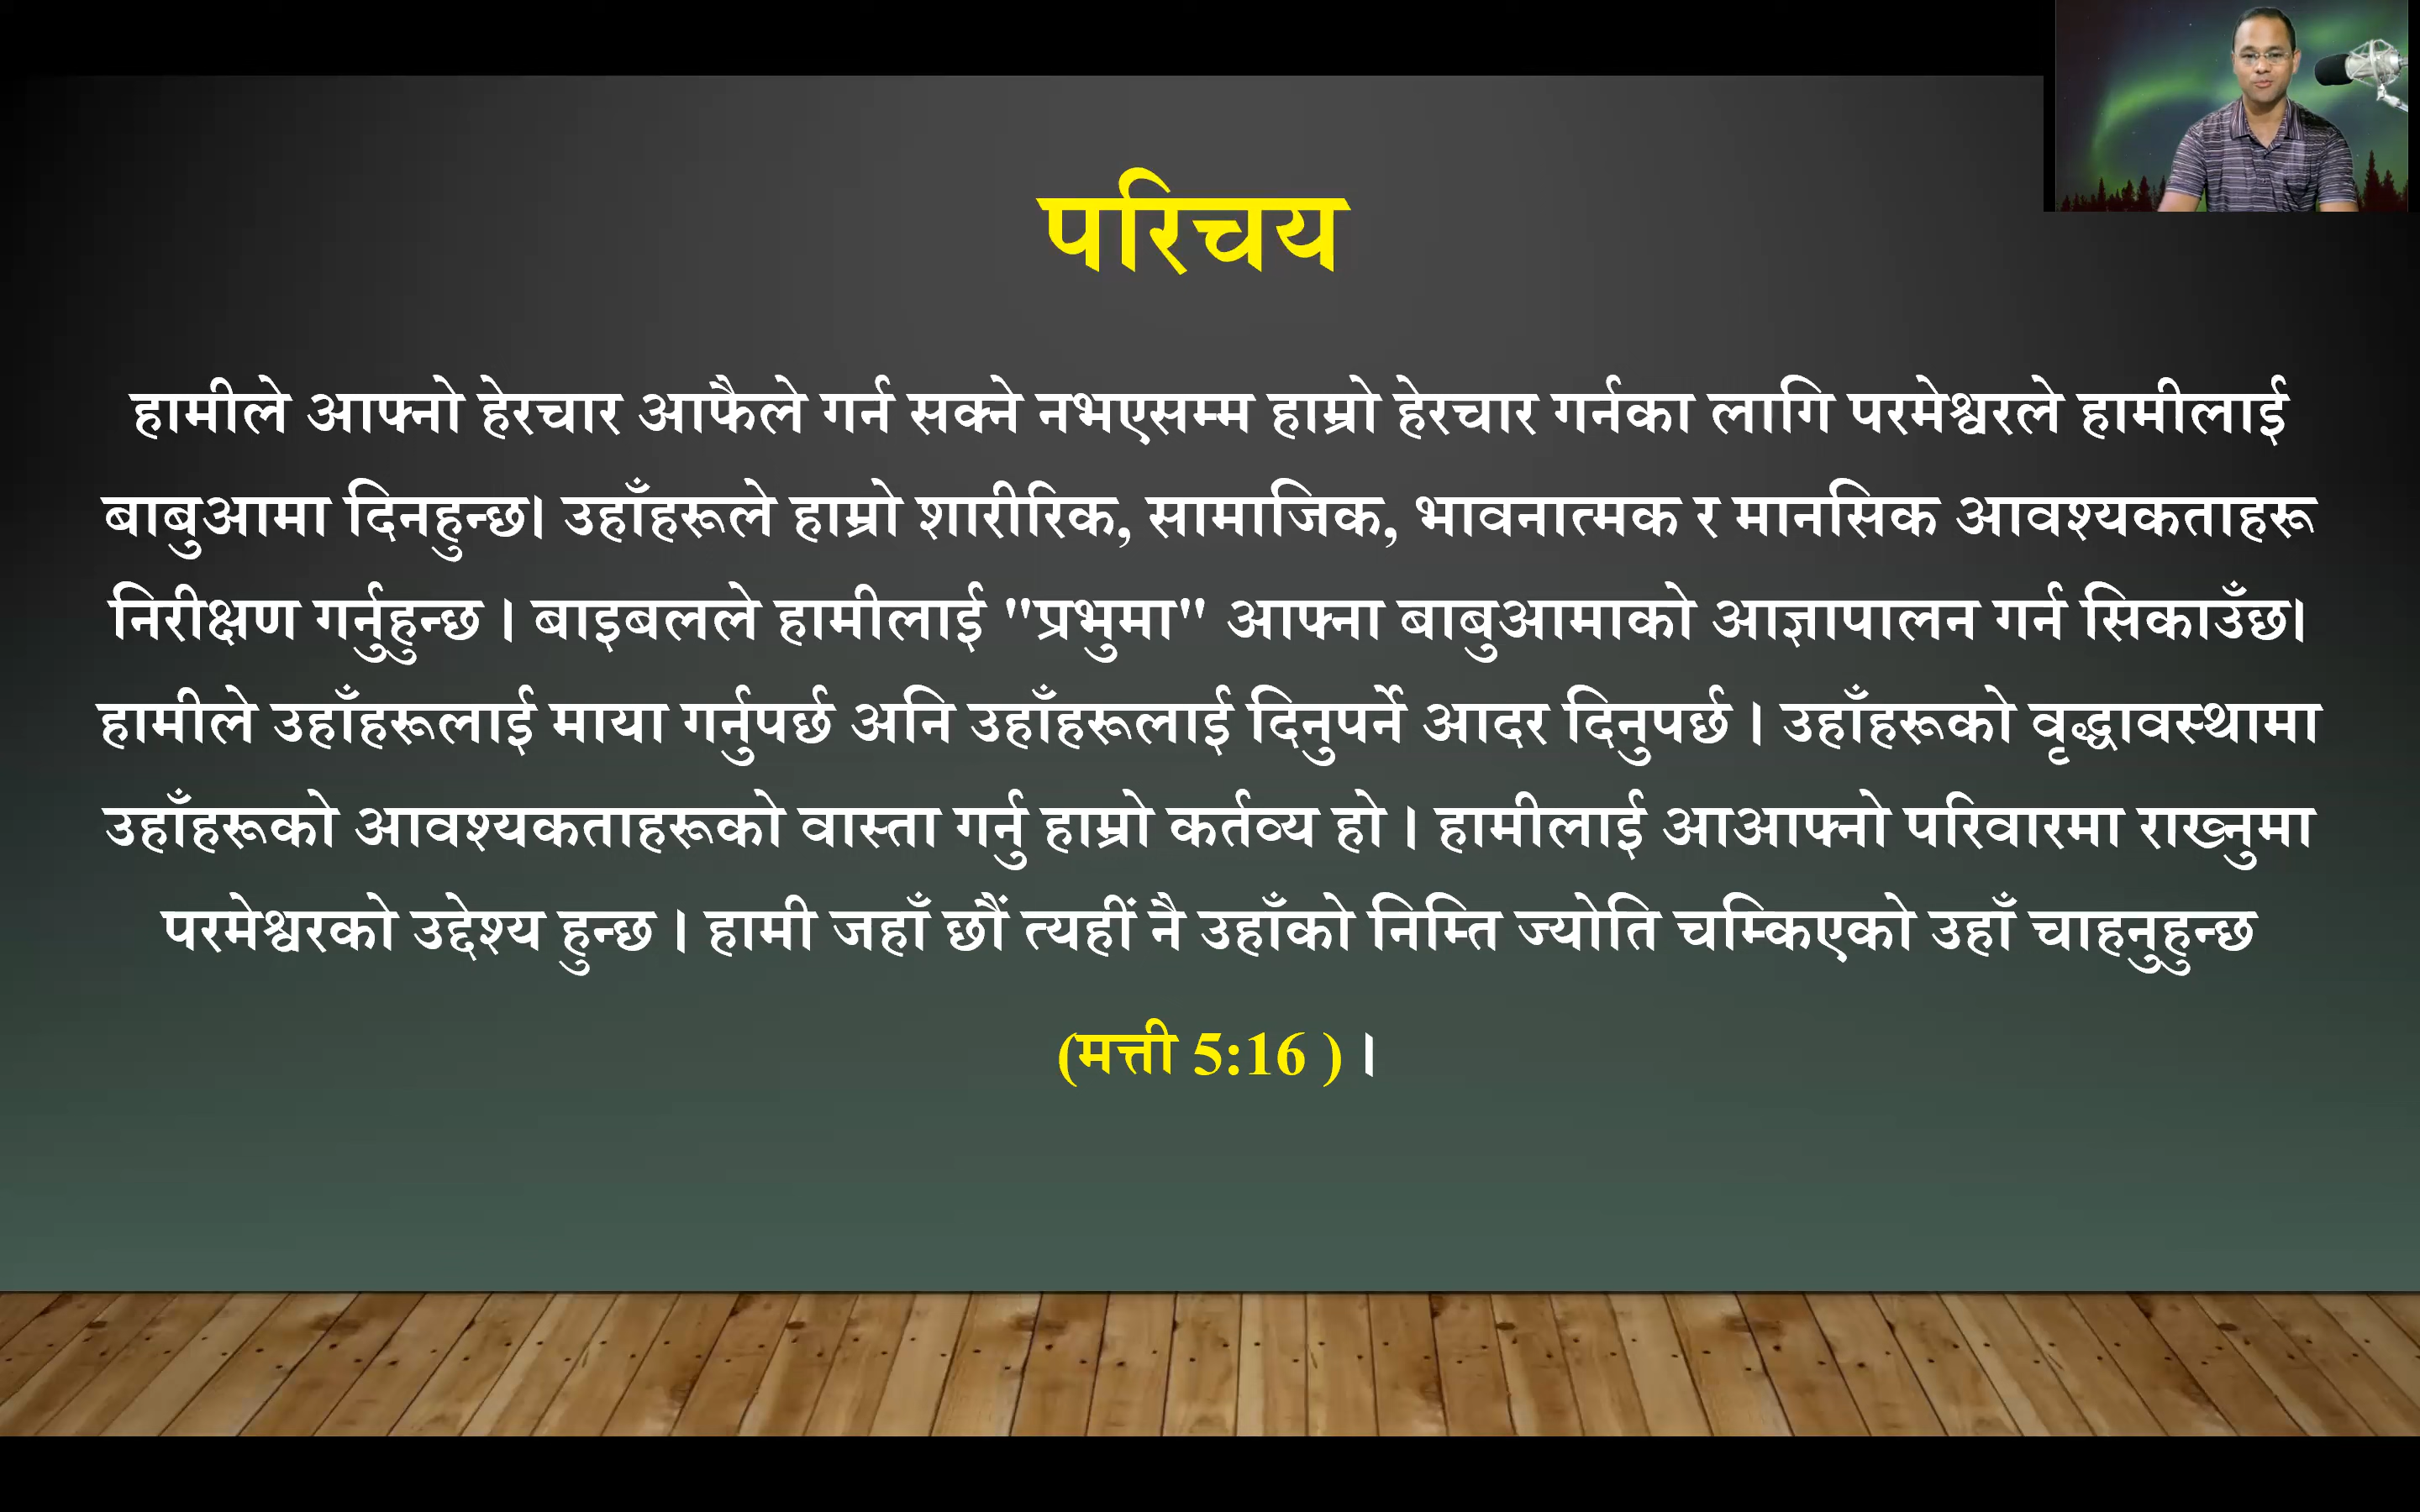 परिचय
हामीले आफ्नो हेरचार आफैले गर्न सक्ने नभएसम्म हाम्रो हेरचार गर्नका लागि परमेश्वरले हामीलाई
बाबुआमा दिनहुन्छ। उहाँहरूले हाम्रो शारीरिक, सामाजिक, भावनात्मक र मानसिक आवश्यकताहरू
निरीक्षण गर्नुहुन्छ । बाइबलले हामीलाई "प्रभुमा" आफ्ना बाबुआमाको आज्ञापालन गर्न सिकाउँछ।
हामीले उहाँहरूलाई माया गर्नुपर्छ अनि उहाँहरूलाई दिनुपर्ने आदर दिनुपर्छ । उहाँहरूको वृद्धावस्थामा
उहाँहरूको आवश्यकताहरूको वास्ता गर्नु हाम्रो कर्तव्य हो । हामीलाई आआफ्नो परिवारमा राख्नुमा
परमेश्वरको उद्देश्य हुन्छ । हामी जहाँ छौं त्यहीं नै उहाँको निम्ति ज्योति चम्किएको उहाँ चाहनुहुन्छ
(मत्ती 5:16 ) ।